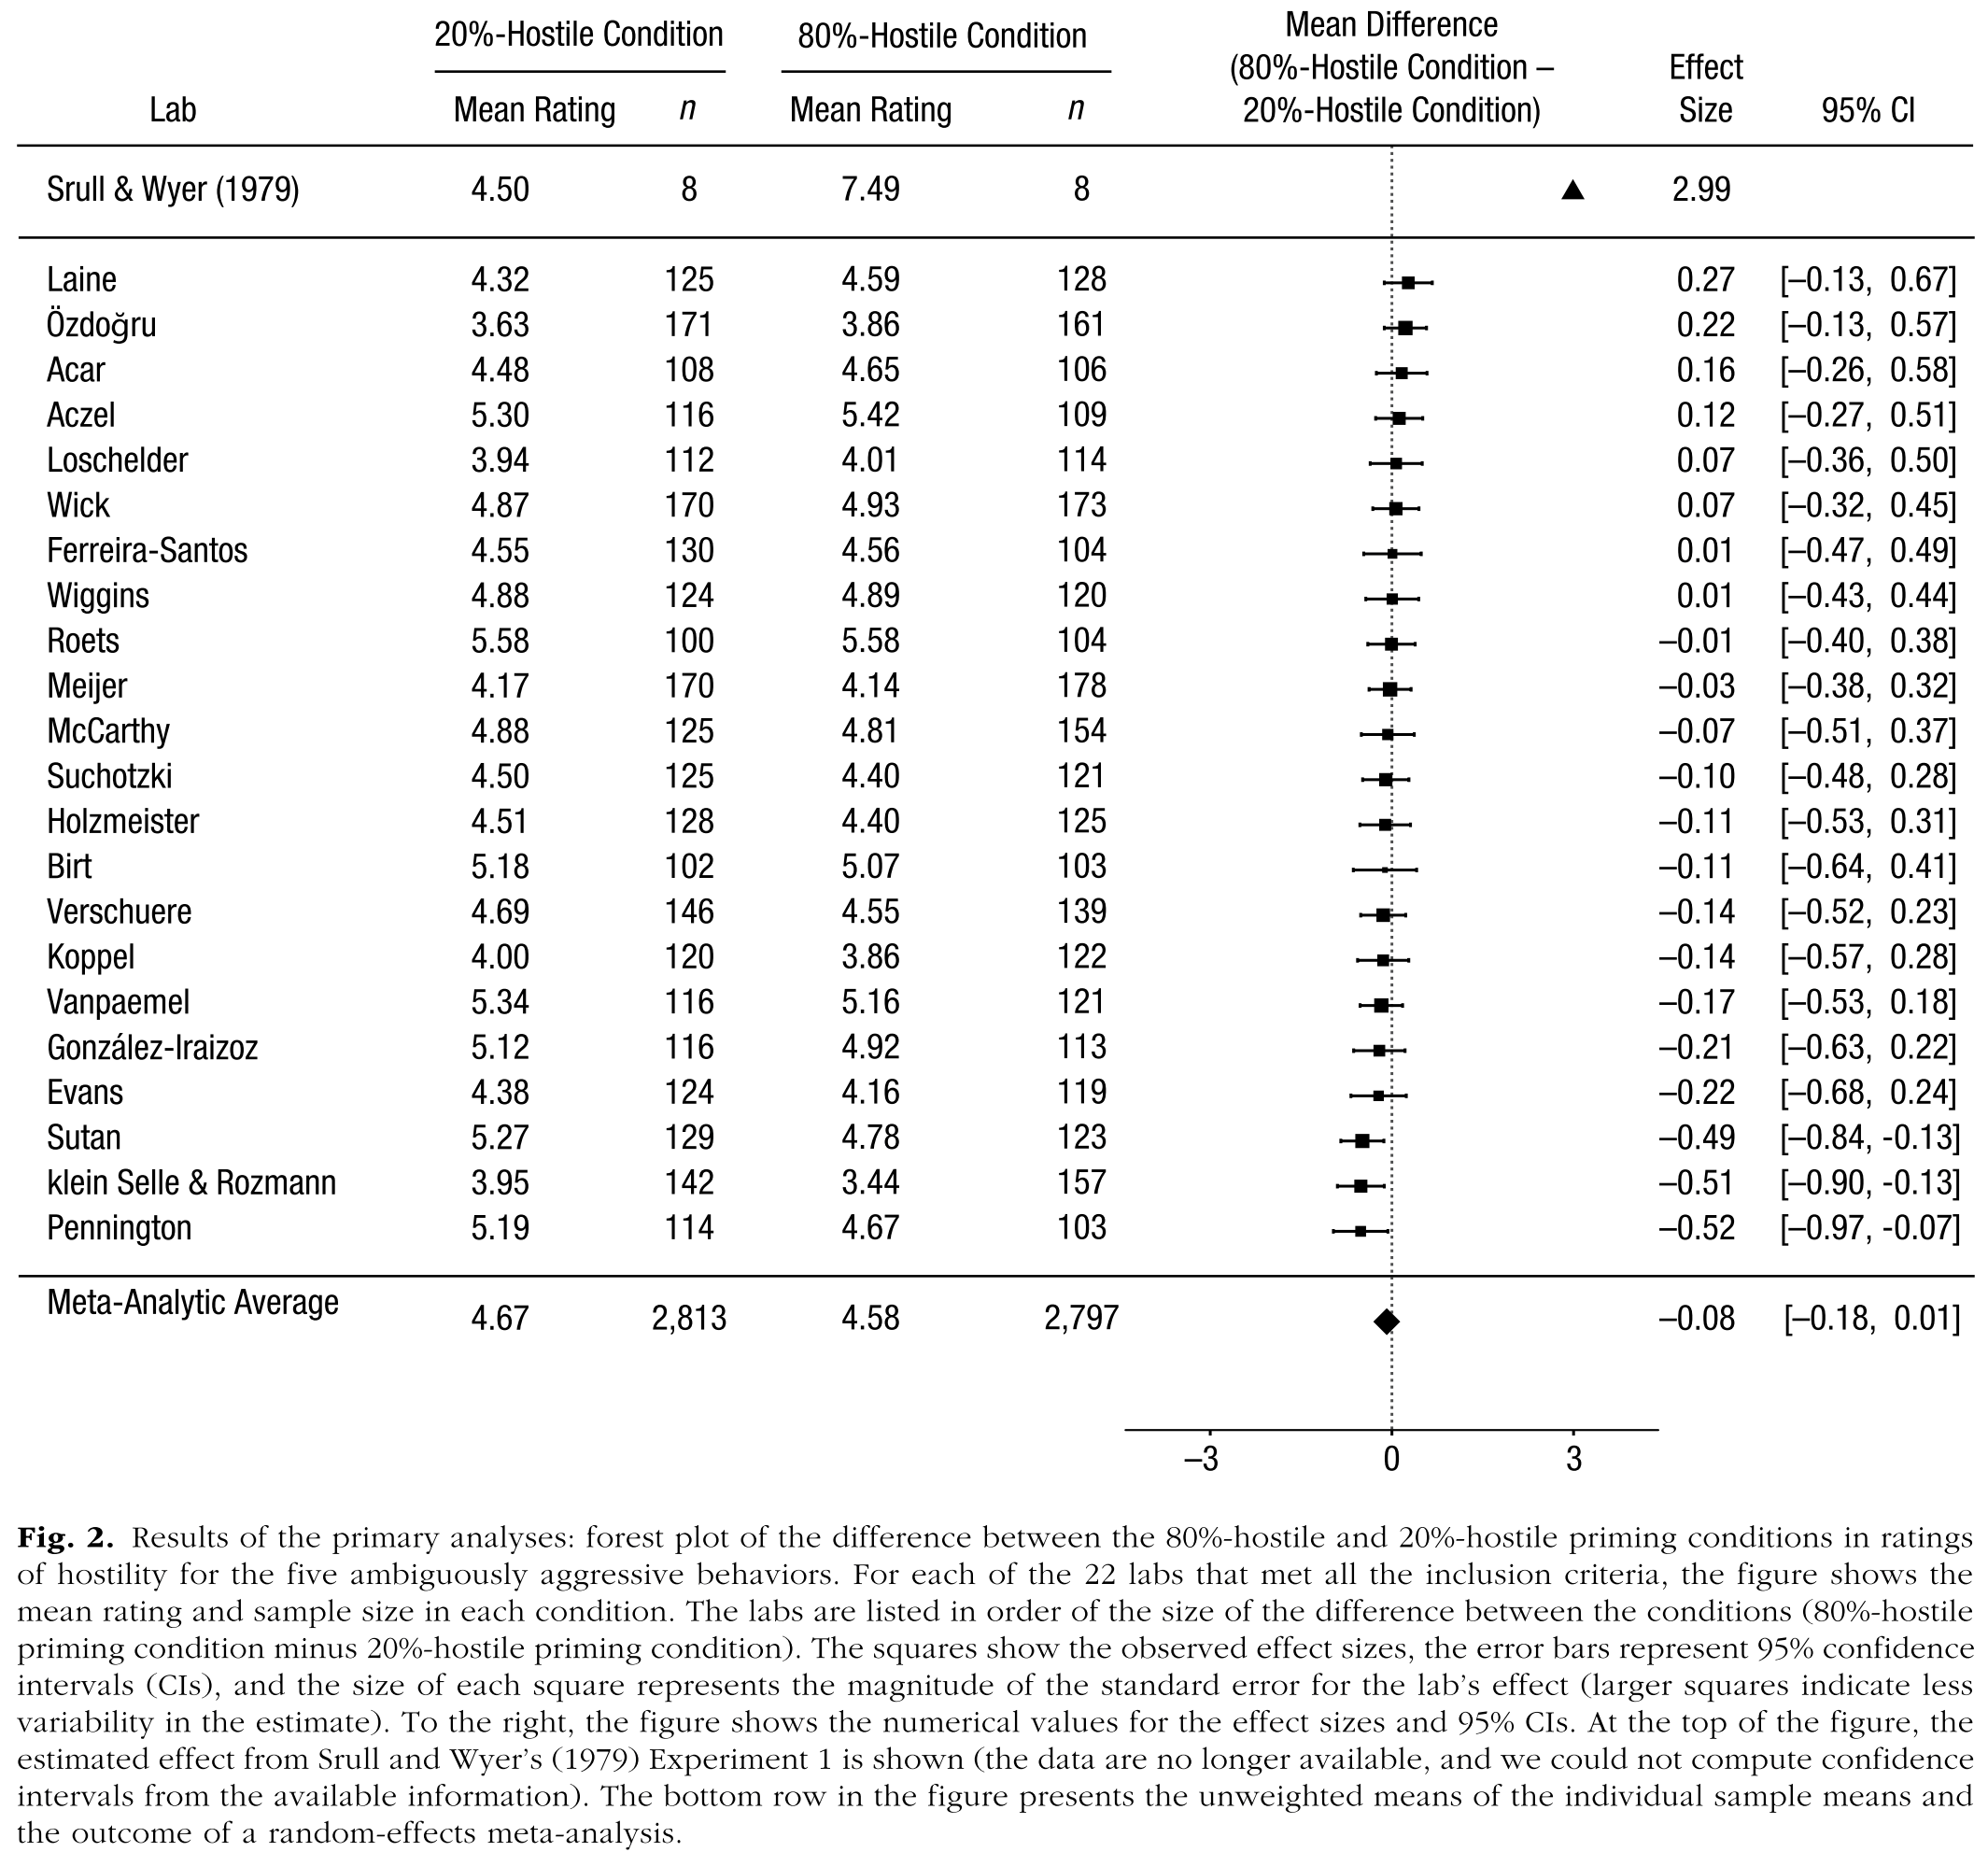 20%-Hostile Condition 80%-Hostile Condition Mean Difference (80%-Hostile Condition – 20%-Hostile Condition) Effect Size 95% CI
Lab Mean Rating n Mean Rating n
Srull & Wyer (1979) 4.50 8 7.49 8 2.99
Laine 4.32 125 4.59 128 0.27 [–0.13, 0.67]
Özdoğru 3.63 171 3.86 161 0.22 [–0.13, 0.57]
Acar 4.48 108 4.65 106 0.16 [–0.26, 0.58]
Aczel 5.30 116 5.42 109 0.12 [–0.27, 0.51]
Loschelder 3.94 112 4.01 114 0.07 [–0.36, 0.50]
Wick 4.87 170 4.93 173 0.07 [–0.32, 0.45]
Ferreira-Santos 4.55 130 4.56 104 0.01 [–0.47, 0.49]
Wiggins 4.88 124 4.89 120 0.01 [–0.43, 0.44]
Roets 5.58 100 5.58 104 –0.01 [–0.40, 0.38]
Meijer 4.17 170 4.14 178 –0.03 [–0.38, 0.32]
McCarthy 4.88 125 4.81 154 –0.07 [–0.51, 0.37]
Suchotzki 4.50 125 4.40 121 –0.10 [–0.48, 0.28]
Holzmeister 4.51 128 4.40 125 –0.11 [–0.53, 0.31]
Birt 5.18 102 5.07 103 –0.11 [–0.64, 0.41]
Verschuere 4.69 146 4.55 139 –0.14 [–0.52, 0.23]
Koppel 4.00 120 3.86 122 –0.14 [–0.57, 0.28]
Vanpaemel 5.34 116 5.16 121 –0.17 [–0.53, 0.18]
González-Iraizoz 5.12 116 4.92 113 –0.21 [–0.63, 0.22]
Evans 4.38 124 4.16 119 –0.22 [–0.68, 0.24]
Sutan 5.27 129 4.78 123 –0.49 [–0.84, -0.13]
klein Selle & Rozmann 3.95 142 3.44 157 –0.51 [–0.90, -0.13]
Pennington 5.19 114 4.67 103 –0.52 [–0.97, -0.07]
Meta-Analytic Average 4.67 2,813 4.58 2,797 –0.08 [–0.18, 0.01]
–3 0 3
Fig. 2. Results of the primary analyses: forest plot of the difference between the 80%-hostile and 20%-hostile priming conditions in ratings
of hostility for the five ambiguously aggressive behaviors. For each of the 22 labs that met all the inclusion criteria, the figure shows the
mean rating and sample size in each condition. The labs are listed in order of the size of the difference between the conditions (80%-hostile
priming condition minus 20%-hostile priming condition). The squares show the observed effect sizes, the error bars represent 95% confidence
intervals (CIs), and the size of each square represents the magnitude of the standard error for the lab's effect (larger squares indicate less
variability in the estimate). To the right, the figure shows the numerical values for the effect sizes and 95% CIs. At the top of the figure, the
estimated effect from Srull and Wyer's (1979) Experiment 1 is shown (the data are no longer available, and we could not compute confidence
intervals from the available information). The bottom row in the figure presents the unweighted means of the individual sample means and
the outcome of a random-effects meta-analysis.